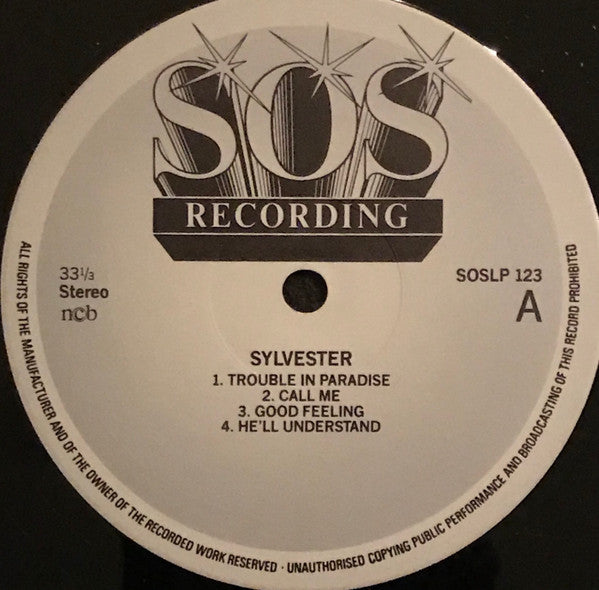 SOS
RECORDING
33⅓
Stereo
ncb
SOSLP 123
A
SYLVESTER
1. TROUBLE IN PARADISE
2. CALL ME
3. GOOD FEELING
4. HE'LL UNDERSTAND
ALL RIGHTS OF THE MANUFACTURER AND OF THE OWNER OF THE RECORDED WORK RESERVED · UNAUTHORISED COPYING PUBLIC PERFORMANCE AND BROADCASTING OF THIS RECORD PROHIBITED